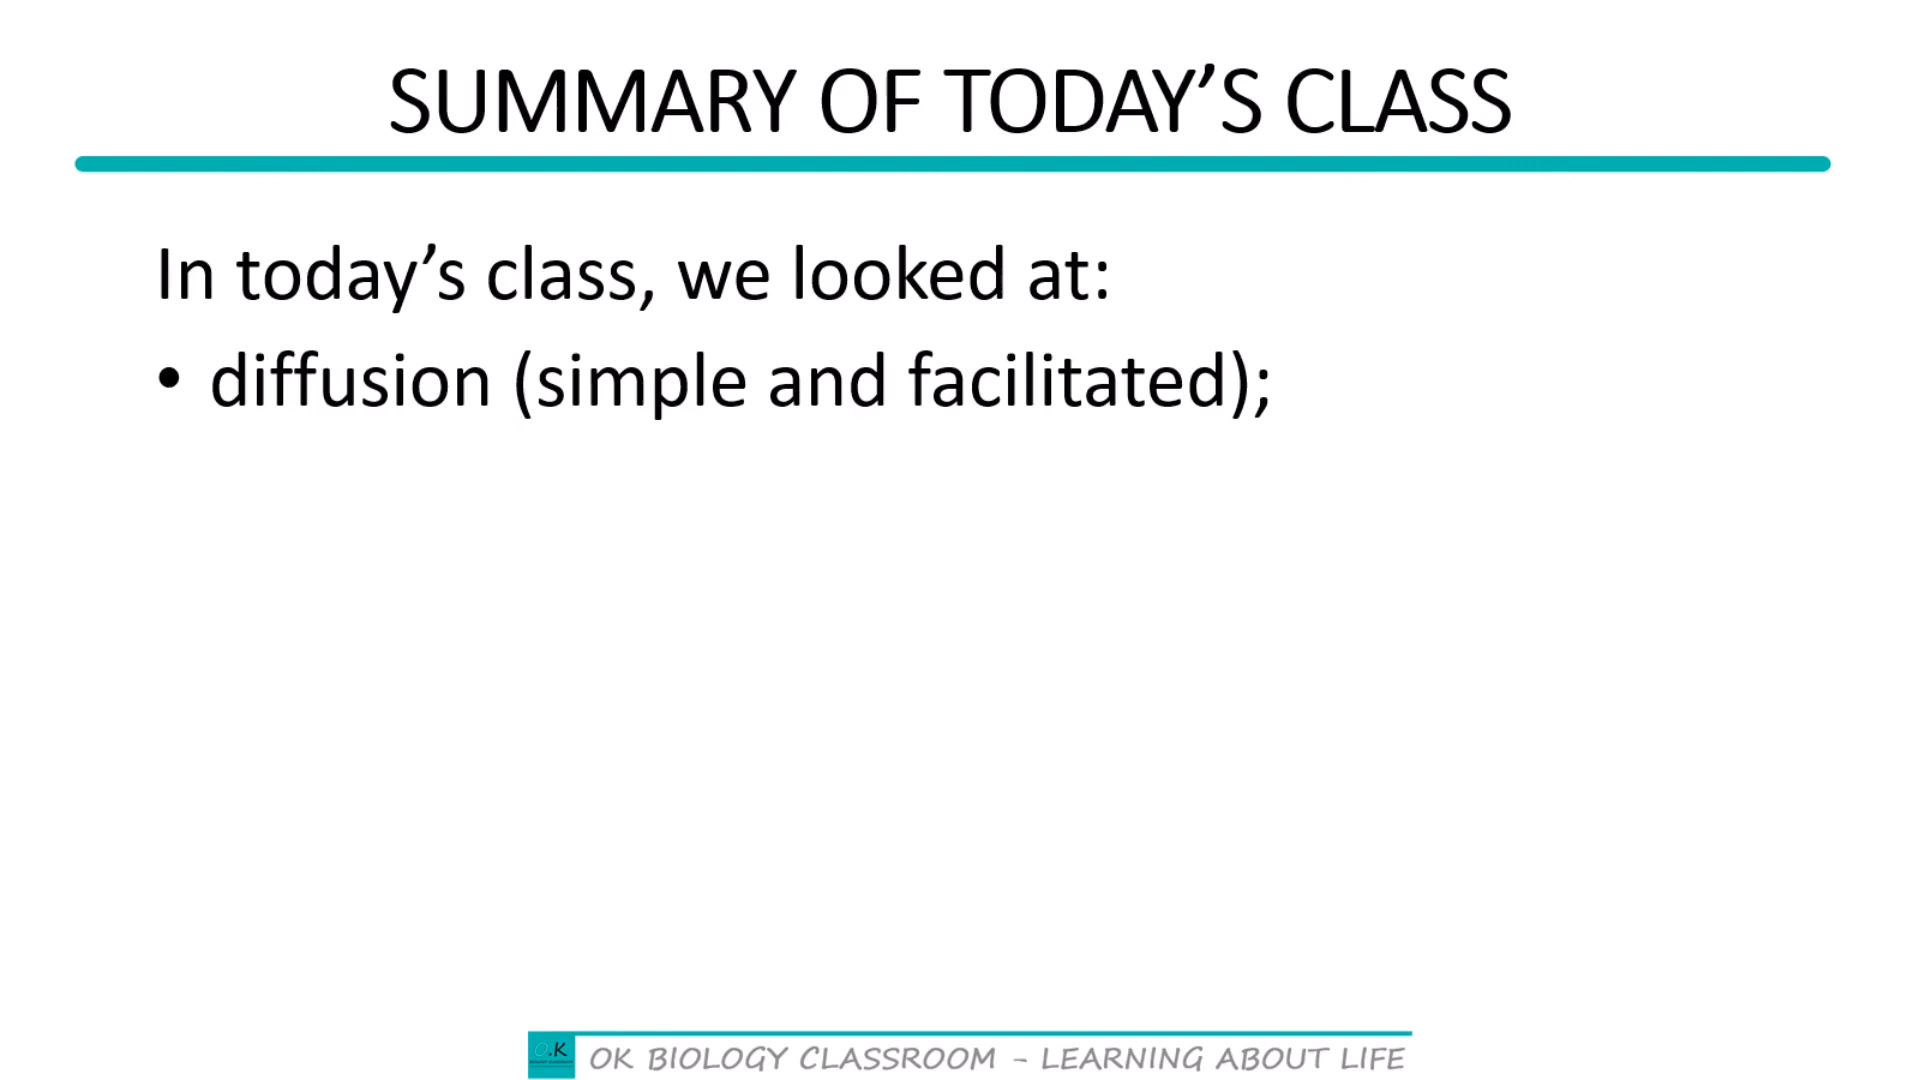 SUMMARY OF TODAY’S CLASS
In today’s class, we looked at:
• diffusion (simple and facilitated);
O.K
OK BIOLOGY CLASSROOM – LEARNING ABOUT LIFE